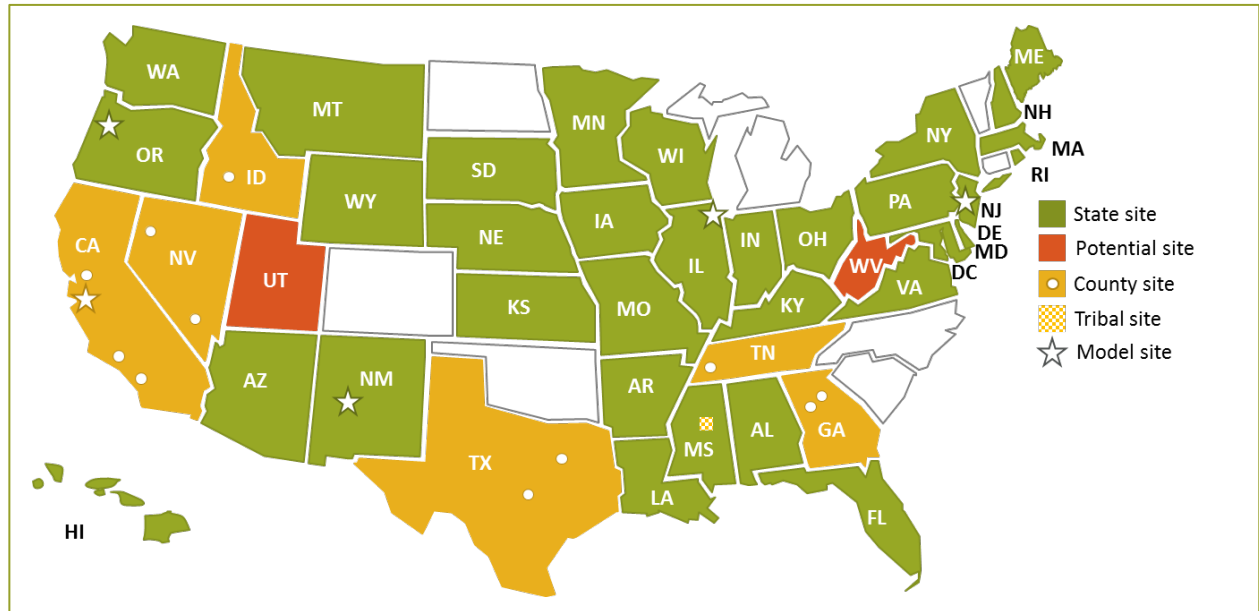 WA
MT
ME
OR
ID
WY
SD
MN
WI
NY
NH
MA
RI
CA
NV
UT
NE
IA
IL
IN
OH
PA
NJ
DE
MD
DC
WV
VA
KS
MO
KY
TN
AZ
NM
AR
MS
AL
GA
TX
LA
FL
HI
State site
Potential site
County site
Tribal site
Model site